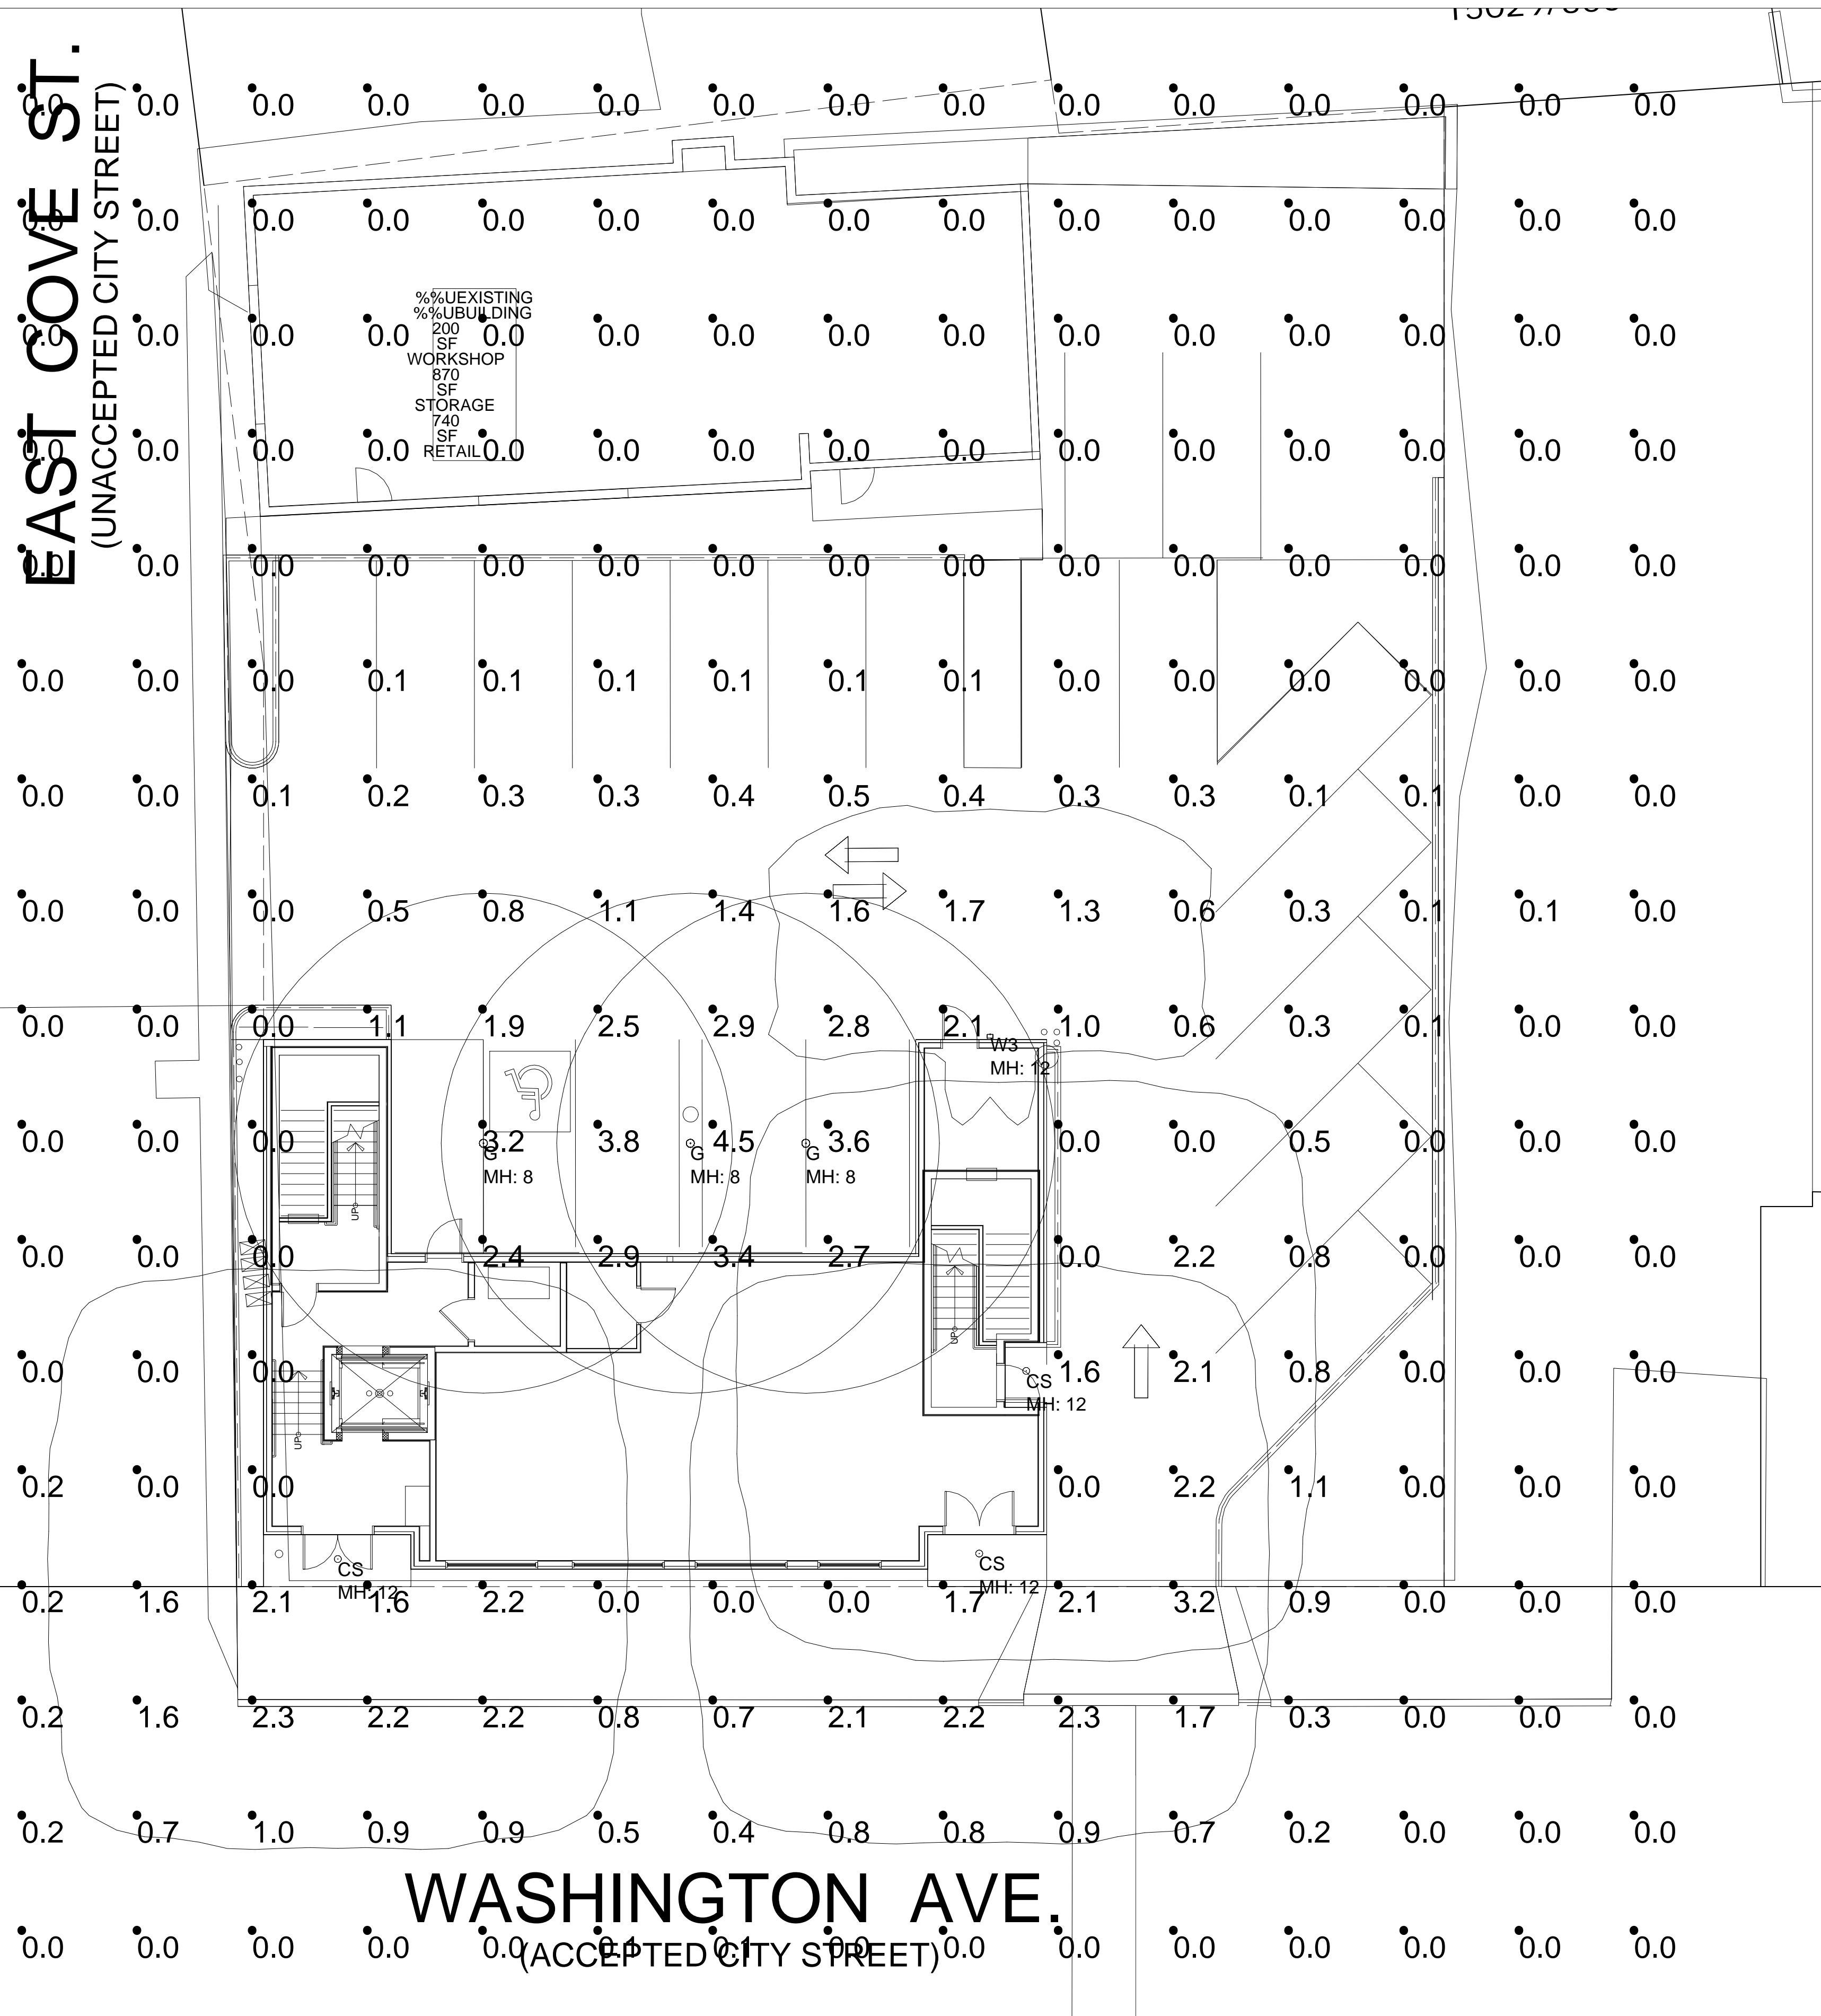 EAST COVE ST.
(UNACCEPTED CITY STREET)
0.0 0.0 0.0 0.0 0.0 0.0 0.0 0.0 0.0 0.0 0.0 0.0 0.0 0.0 0.0
0.0 0.0 0.0 0.0 0.0 0.0 0.0 0.0 0.0 0.0 0.0 0.0 0.0 0.0 0.0
%%UEXISTING
%%UBUILDING
200
SF
WORKSHOP
870
SF
STORAGE
740
SF
RETAIL
0.0 0.0 0.0 0.0 0.0 0.0 0.0 0.0 0.0 0.0 0.0 0.0 0.0 0.0 0.0
0.0 0.0 0.0 0.0 0.0 0.0 0.0 0.0 0.0 0.0 0.0 0.0 0.0 0.0 0.0
0.0 0.0 0.0 0.0 0.0 0.0 0.0 0.0 0.0 0.0 0.0 0.0 0.0 0.0 0.0
0.0 0.0 0.0 0.1 0.1 0.1 0.1 0.1 0.1 0.0 0.0 0.0 0.0 0.0 0.0
0.0 0.0 0.1 0.2 0.3 0.3 0.4 0.5 0.4 0.3 0.3 0.1 0.1 0.0 0.0
0.0 0.0 0.0 0.5 0.8 1.1 1.4 1.6 1.7 1.3 0.6 0.3 0.1 0.1 0.0
0.0 0.0 0.0 1.1 1.9 2.5 2.9 2.8 2.1 1.0 0.6 0.3 0.1 0.0 0.0
W3
MH: 12
0.0 0.0 0.0 3.2 3.8 4.5 3.6 0.0 0.0 0.5 0.0 0.0 0.0
G G G
MH: 8 MH: 8 MH: 8
UP
0.0 0.0 0.0 2.4 2.9 3.4 2.7 0.0 2.2 0.8 0.0 0.0 0.0
UP
0.0 0.0 0.0 1.6 2.1 0.8 0.0 0.0 0.0
CS
MH: 12
UP
0.2 0.0 0.0 0.0 2.2 1.1 0.0 0.0 0.0
CS CS
MH: 12 MH: 12
0.2 1.6 2.1 1.6 2.2 0.0 0.0 0.0 1.7 2.1 3.2 0.9 0.0 0.0 0.0
0.2 1.6 2.3 2.2 2.2 0.8 0.7 2.1 2.2 2.3 1.7 0.3 0.0 0.0 0.0
0.2 0.7 1.0 0.9 0.9 0.5 0.4 0.8 0.8 0.9 0.7 0.2 0.0 0.0 0.0
WASHINGTON AVE.
0.0 0.0 0.0 0.0 0.0 0.1 0.1 0.0 0.0 0.0 0.0 0.0 0.0 0.0 0.0
(ACCEPTED CITY STREET)